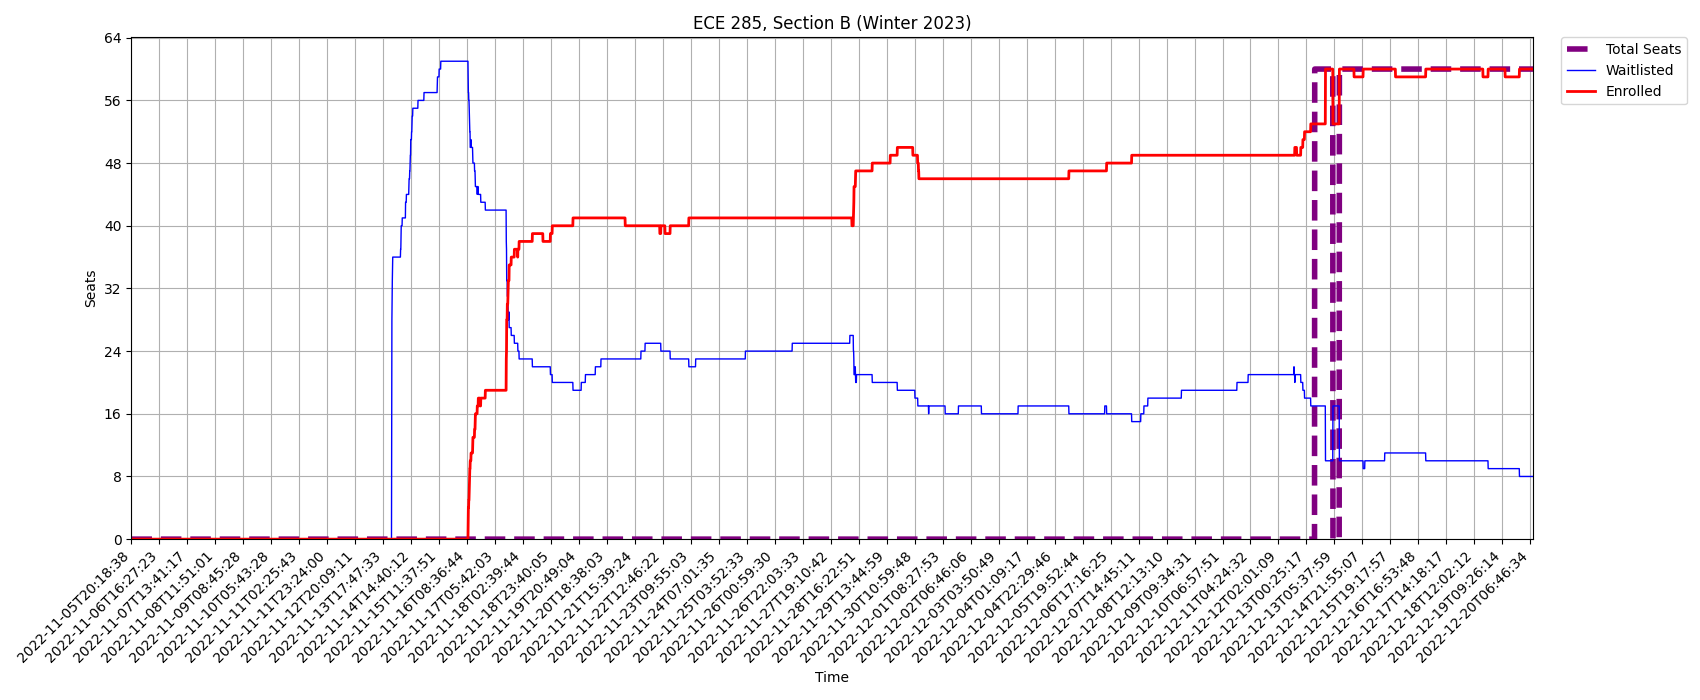 ECE 285, Section B (Winter 2023)
Total Seats
Waitlisted
Enrolled
Seats
64
56
48
40
32
24
16
8
0
2022-11-05T20:18:38
2022-11-06T16:27:23
2022-11-07T13:41:17
2022-11-08T11:51:01
2022-11-09T08:45:28
2022-11-10T05:43:28
2022-11-11T02:25:43
2022-11-11T23:24:00
2022-11-12T20:09:11
2022-11-13T17:47:33
2022-11-14T14:40:12
2022-11-15T11:37:51
2022-11-16T08:36:44
2022-11-17T05:42:03
2022-11-18T02:39:44
2022-11-18T23:40:05
2022-11-19T20:49:04
2022-11-20T18:38:03
2022-11-21T15:39:24
2022-11-22T12:46:22
2022-11-23T09:55:03
2022-11-24T07:01:35
2022-11-25T03:52:33
2022-11-26T00:59:30
2022-11-26T22:03:33
2022-11-27T19:10:42
2022-11-28T16:22:51
2022-11-29T13:44:59
2022-11-30T10:59:48
2022-12-01T08:27:53
2022-12-02T06:46:06
2022-12-03T03:50:49
2022-12-04T01:09:17
2022-12-04T22:29:46
2022-12-05T19:52:44
2022-12-06T17:16:25
2022-12-07T14:45:11
2022-12-08T12:13:10
2022-12-09T09:34:31
2022-12-10T06:57:51
2022-12-11T04:24:32
2022-12-12T02:01:09
2022-12-13T00:25:17
2022-12-13T05:37:59
2022-12-14T21:55:07
2022-12-15T19:17:57
2022-12-16T16:53:48
2022-12-17T14:18:17
2022-12-18T12:02:12
2022-12-19T09:26:14
2022-12-20T06:46:34
Time